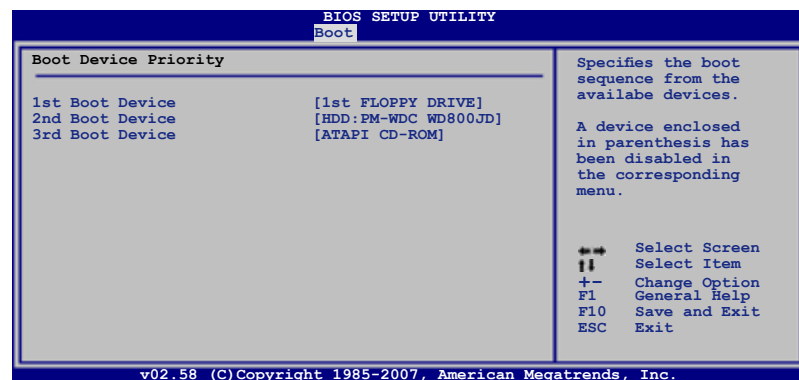 BIOS SETUP UTILITY
Boot
Boot Device Priority
1st Boot Device [1st FLOPPY DRIVE]
2nd Boot Device [HDD:PM-WDC WD800JD]
3rd Boot Device [ATAPI CD-ROM]
Specifies the boot
sequence from the
availabe devices.
A device enclosed
in parenthesis has
been disabled in
the corresponding
menu.
←→ Select Screen
↑↓ Select Item
+- Change Option
F1 General Help
F10 Save and Exit
ESC Exit
v02.58 (C)Copyright 1985-2007, American Megatrends, Inc.